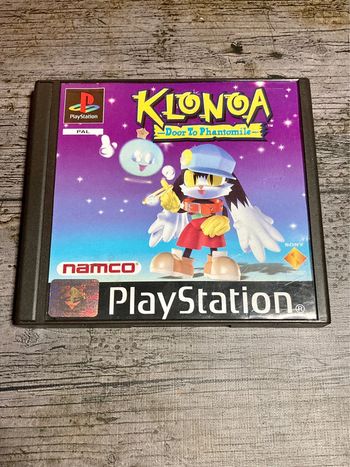 PlayStation
PAL
KLONOA
Door To Phantomile
namco
SONY
PlayStation®